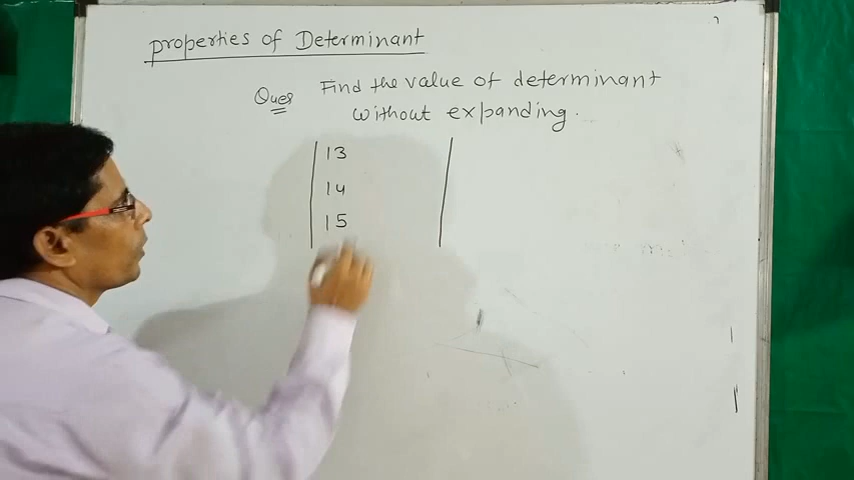 properties of Determinant
Ques Find the value of determinant
without expanding.
13
14
15